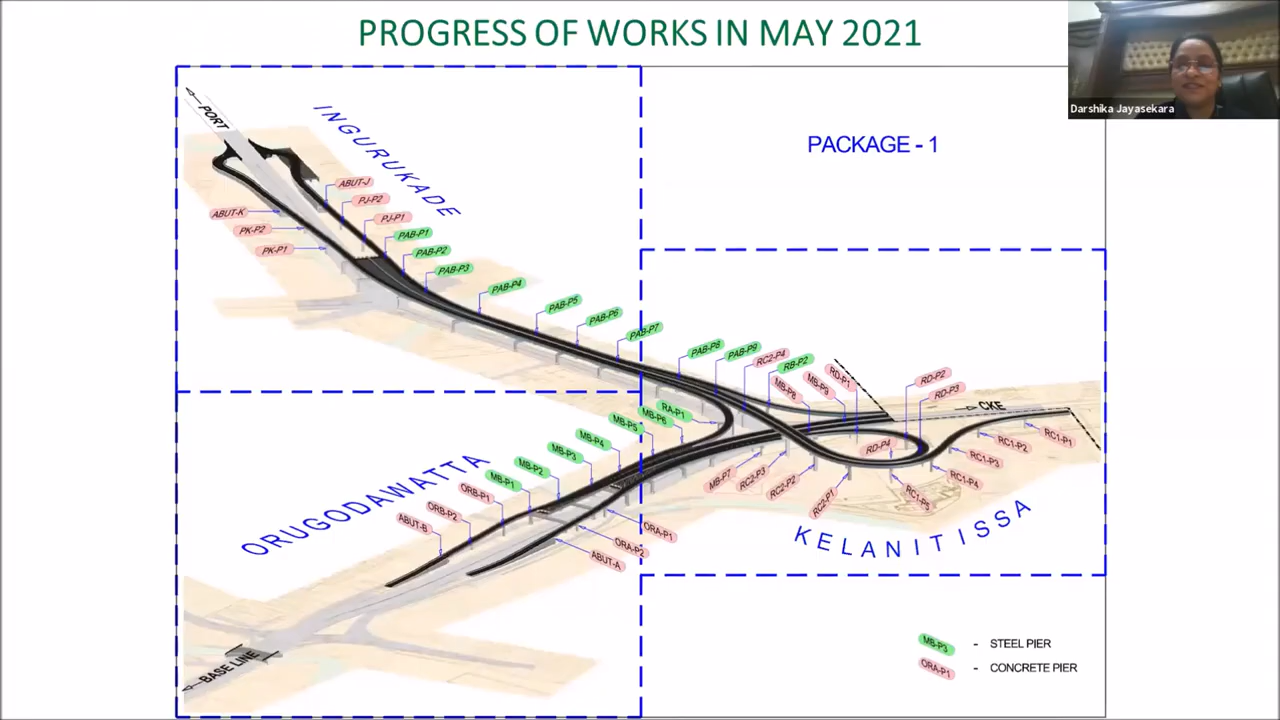 PROGRESS OF WORKS IN MAY 2021
Darshika Jayasekara
PACKAGE - 1
PORT
INGURUKADE
ABUT-J
PJ-P2
PJ-P1
ABUT-K
PK-P2
PK-P1
PAB-P1
PAB-P2
PAB-P3
PAB-P4
PAB-P5
PAB-P6
PAB-P7
PAB-P8
PAB-P9
RC2-P4
RB-P2
MB-P8
MB-P9
RD-P1
RD-P2
RD-P3
CKE
RA-P1
MB-P6
MB-P5
MB-P4
MB-P3
MB-P2
MB-P1
ORB-P1
ORB-P2
ABUT-B
RD-P4
RC1-P1
RC1-P2
RC1-P3
RC1-P4
RC1-P5
MB-P7
RC2-P3
RC2-P2
RC2-P1
ORA-P1
ORA-P2
ABUT-A
ORUGODAWATTA
KELANITISSA
BASE LINE
MB-P3 - STEEL PIER
ORA-P1 - CONCRETE PIER